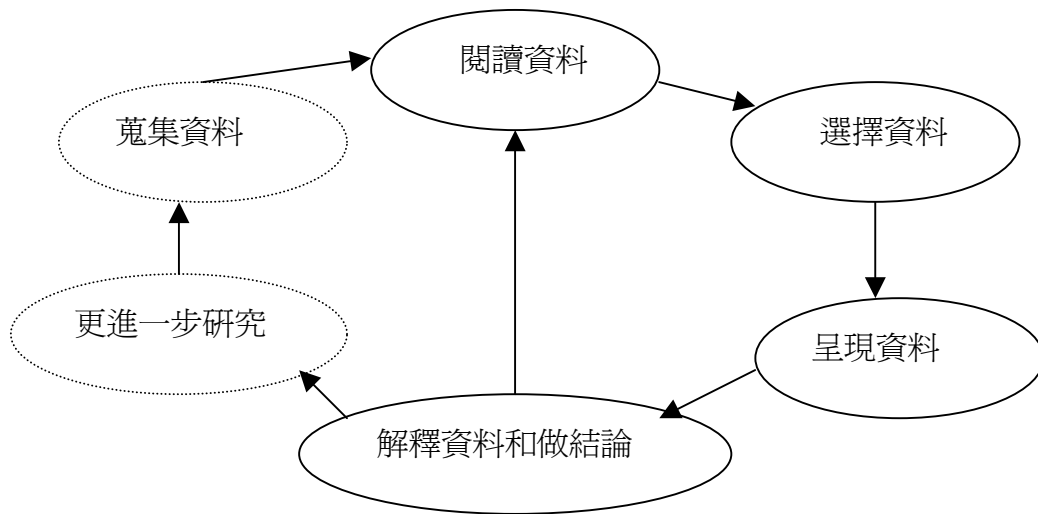 閱讀資料
蒐集資料
選擇資料
更進一步研究
呈現資料
解釋資料和做結論